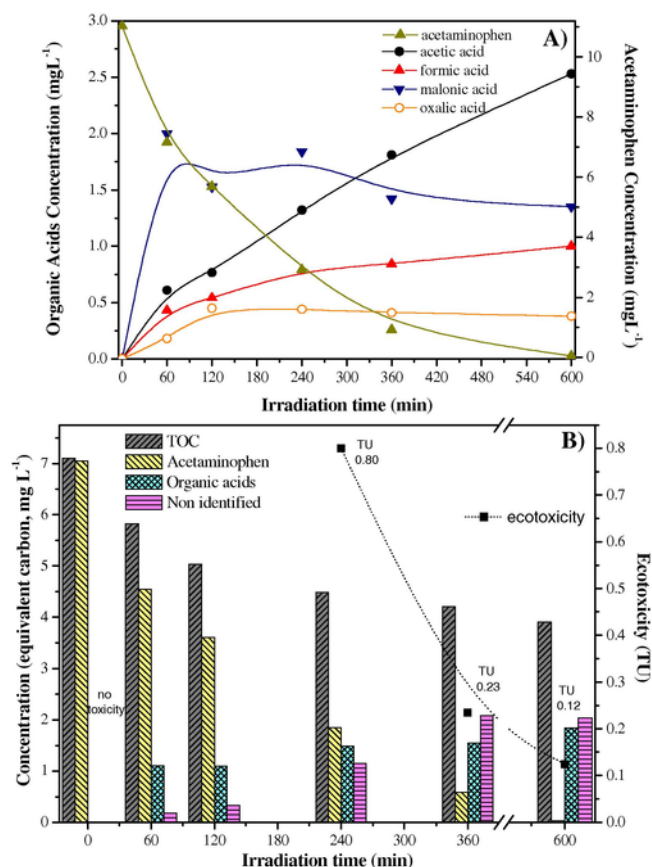 A)
acetaminophen
acetic acid
formic acid
malonic acid
oxalic acid
Organic Acids Concentration (mgL⁻¹)
3.0
2.5
2.0
1.5
1.0
0.5
0.0
0 60 120 180 240 300 360 420 480 540 600
Irradiation time (min)
10
8
6
4
2
0
Acetaminophen Concentration
(mgL⁻¹)
B)
TOC
Acetaminophen
Organic acids
Non identified
TU
0.80
ecotoxicity
no
toxicity
TU
0.23
TU
0.12
Concentration (equivalent carbon, mg L⁻¹)
7
6
5
4
3
2
1
0
0 60 120 180 240 300 360 600
Irradiation time (min)
0.8
0.7
0.6
0.5
0.4
0.3
0.2
0.1
0.0
Ecotoxicity (TU)